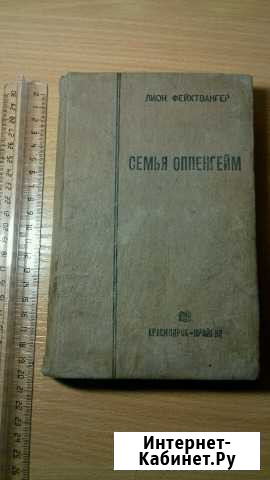 ЛИОН ФЕЙХТВАНГЕР
СЕМЬЯ ОППЕНГЕЙМ
КРАСНОЯРСК - КРАЙГИЗ
Интернет-
Кабинет.Ру